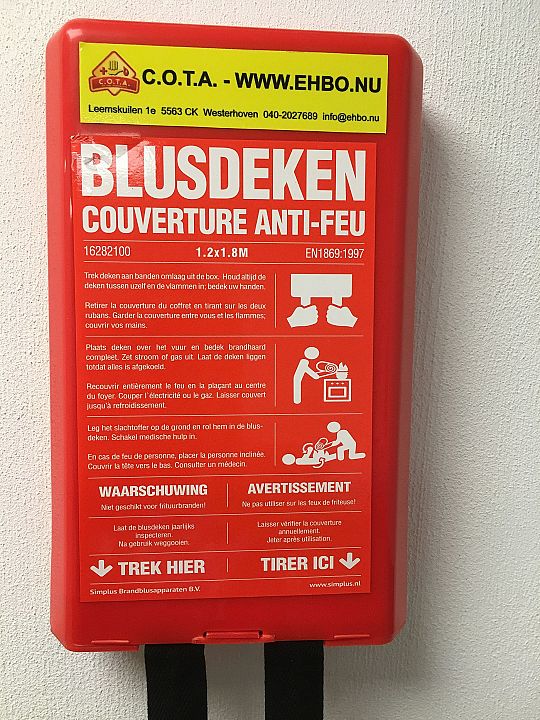 C.O.T.A.
C.O.T.A. - WWW.EHBO.NU
Leemskuilen 1e 5563 CK Westerhoven 040-2027689 info@ehbo.nu
BLUSDEKEN
COUVERTURE ANTI-FEU
16282100 1.2x1.8M EN1869:1997
Trek deken aan banden omlaag uit de box. Houd altijd de
deken tussen uzelf en de vlammen in; bedek uw handen.
Retirer la couverture du coffret en tirant sur les deux
rubans. Garder la couverture entre vous et les flammes;
couvrir vos mains.
Plaats deken over het vuur en bedek brandhaard
compleet. Zet stroom of gas uit. Laat de deken liggen
totdat alles is afgekoeld.
Recouvrir entièrement le feu en la plaçant au centre
du foyer. Couper l'électricité ou le gaz. Laisser couvert
jusqu'à refroidissement.
Leg het slachtoffer op de grond en rol hem in de blus-
deken. Schakel medische hulp in.
En cas de feu de personne, placer la personne inclinée.
Couvrir la tête vers le bas. Consulter un médecin.
WAARSCHUWING AVERTISSEMENT
Niet geschikt voor frituurbranden! Ne pas utiliser sur les feux de friteuse!
Laat de blusdeken jaarlijks
inspecteren.
Na gebruik weggooien.
Laisser vérifier la couverture
annuellement.
Jeter après utilisation.
TREK HIER TIRER ICI
Simplus Brandblusapparaten B.V. www.simplus.nl